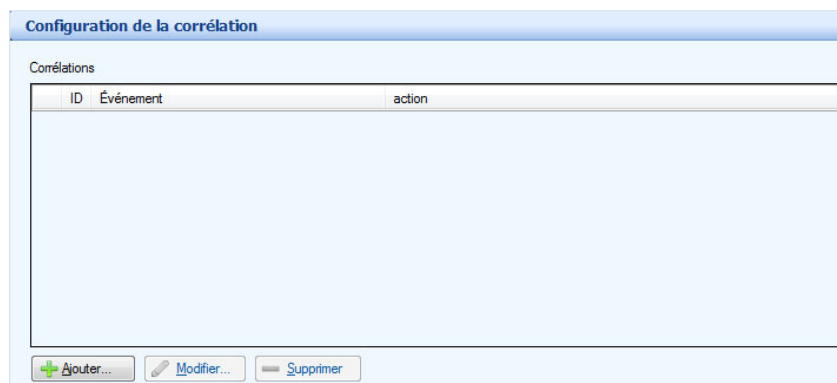 Configuration de la corrélation
Corrélations
ID Événement action
Ajouter... Modifier... Supprimer